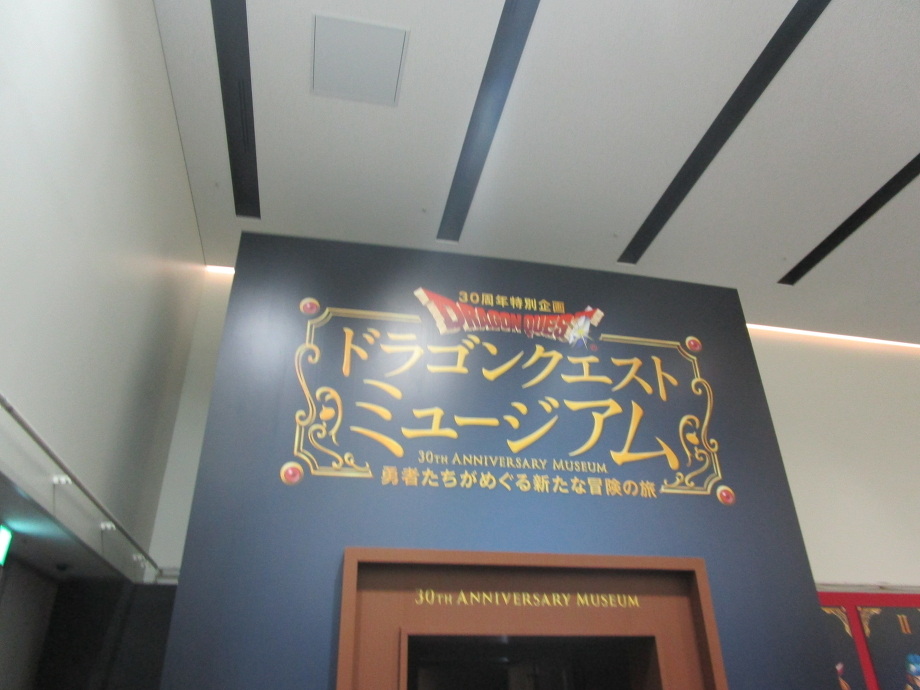 30周年特別企画
DRAGON QUEST
ドラゴンクエスト
ミュージアム
30TH ANNIVERSARY MUSEUM
勇者たちがめぐる新たな冒険の旅
30TH ANNIVERSARY MUSEUM
II